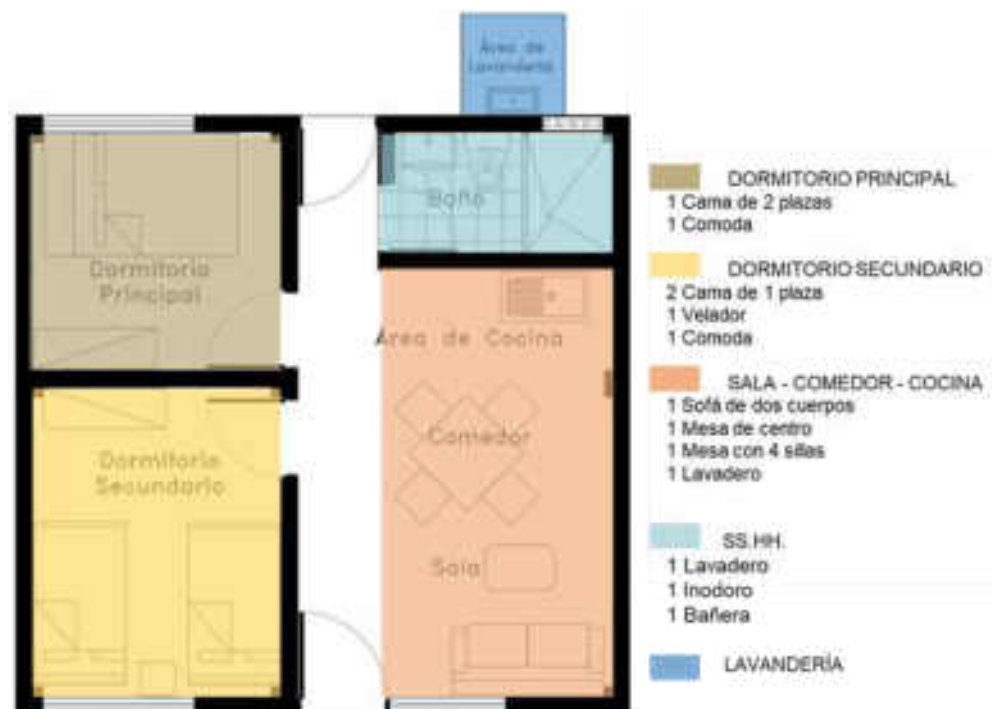 Área de
Lavandería
Baño
Dormitorio
Principal
Área de Cocina
Comedor
Dormitorio
Secundario
Sala
DORMITORIO PRINCIPAL
1 Cama de 2 plazas
1 Comoda
DORMITORIO SECUNDARIO
2 Cama de 1 plaza
1 Velador
1 Comoda
SALA - COMEDOR - COCINA
1 Sofá de dos cuerpos
1 Mesa de centro
1 Mesa con 4 sillas
1 Lavadero
SS.HH.
1 Lavadero
1 Inodoro
1 Bañera
LAVANDERÍA